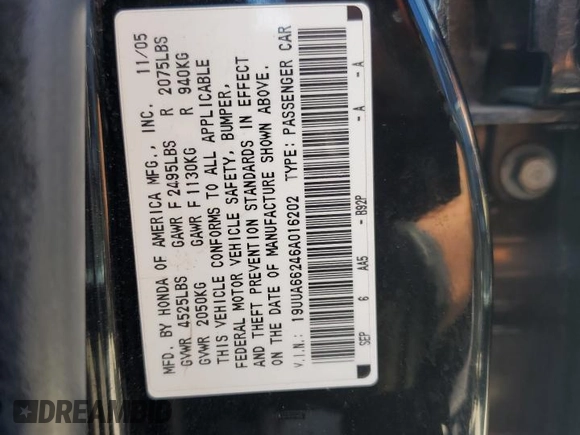 MFD. BY HONDA OF AMERICA MFG., INC. 11/05
GVWR 4525LBS GAWR F 2495LBS R 2075LBS
GVWR 2050KG GAWR F 1130KG R 940KG
THIS VEHICLE CONFORMS TO ALL APPLICABLE
FEDERAL MOTOR VEHICLE SAFETY, BUMPER,
AND THEFT PREVENTION STANDARDS IN EFFECT
ON THE DATE OF MANUFACTURE SHOWN ABOVE.
V.I.N.: 19UUA66246A016202 TYPE: PASSENGER CAR
SEP 6 AA5 - B92P - A - A
DREAMBID